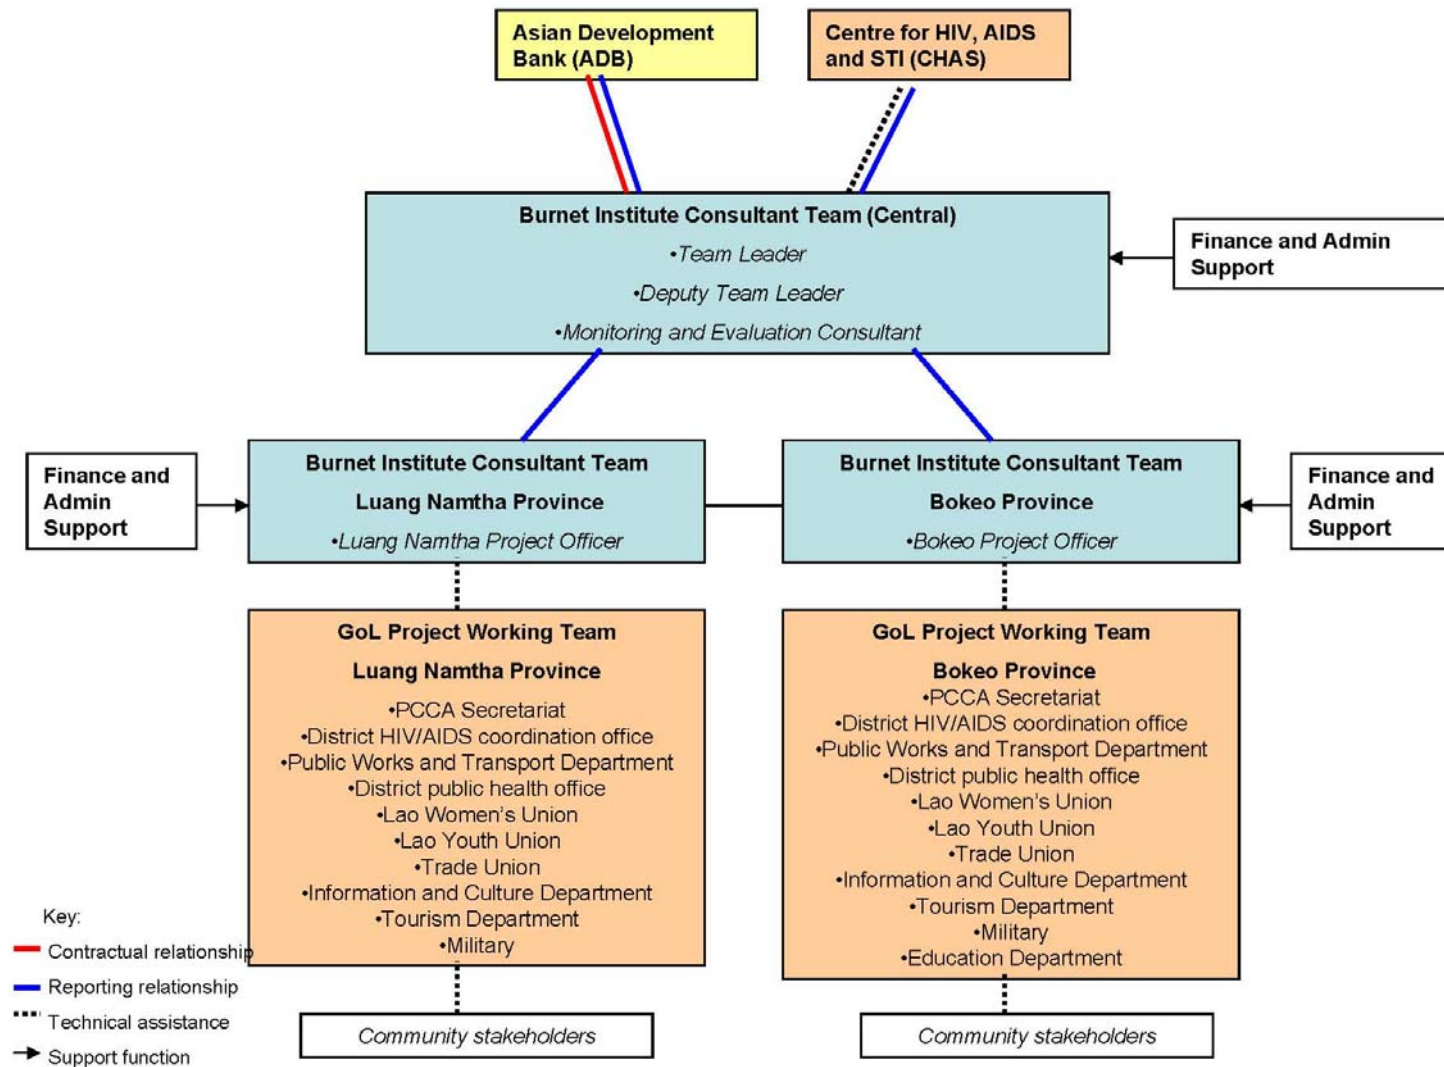 Asian Development
Bank (ADB)
Centre for HIV, AIDS
and STI (CHAS)
Burnet Institute Consultant Team (Central)
•Team Leader
•Deputy Team Leader
•Monitoring and Evaluation Consultant
Finance and Admin
Support
Finance and
Admin
Support
Burnet Institute Consultant Team
Luang Namtha Province
•Luang Namtha Project Officer
Burnet Institute Consultant Team
Bokeo Province
•Bokeo Project Officer
Finance and
Admin
Support
GoL Project Working Team
Luang Namtha Province
•PCCA Secretariat
•District HIV/AIDS coordination office
•Public Works and Transport Department
•District public health office
•Lao Women's Union
•Lao Youth Union
•Trade Union
•Information and Culture Department
•Tourism Department
•Military
GoL Project Working Team
Bokeo Province
•PCCA Secretariat
•District HIV/AIDS coordination office
•Public Works and Transport Department
•District public health office
•Lao Women's Union
•Lao Youth Union
•Trade Union
•Information and Culture Department
•Tourism Department
•Military
•Education Department
Key:
Contractual relationship
Reporting relationship
Technical assistance
Support function
Community stakeholders
Community stakeholders